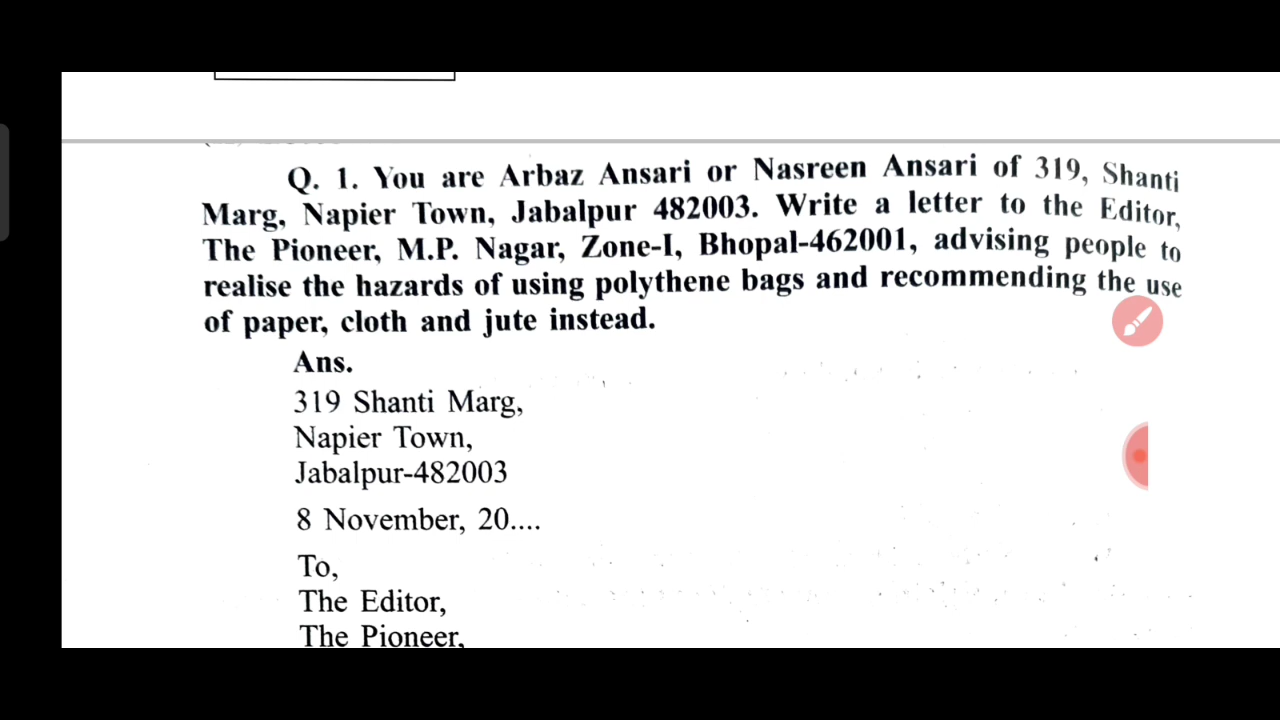 Q. 1. You are Arbaz Ansari or Nasreen Ansari of 319, Shanti
Marg, Napier Town, Jabalpur 482003. Write a letter to the Editor,
The Pioneer, M.P. Nagar, Zone-I, Bhopal-462001, advising people to
realise the hazards of using polythene bags and recommending the use
of paper, cloth and jute instead.
Ans.
319 Shanti Marg,
Napier Town,
Jabalpur-482003
8 November, 20....
To,
The Editor,
The Pioneer,